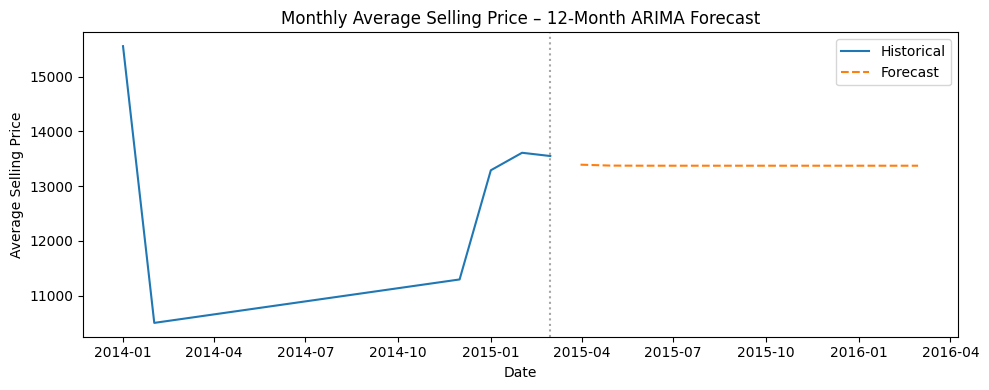 Monthly Average Selling Price – 12-Month ARIMA Forecast
Historical
Forecast
Average Selling Price
15000
14000
13000
12000
11000
2014-01 2014-04 2014-07 2014-10 2015-01 2015-04 2015-07 2015-10 2016-01 2016-04
Date